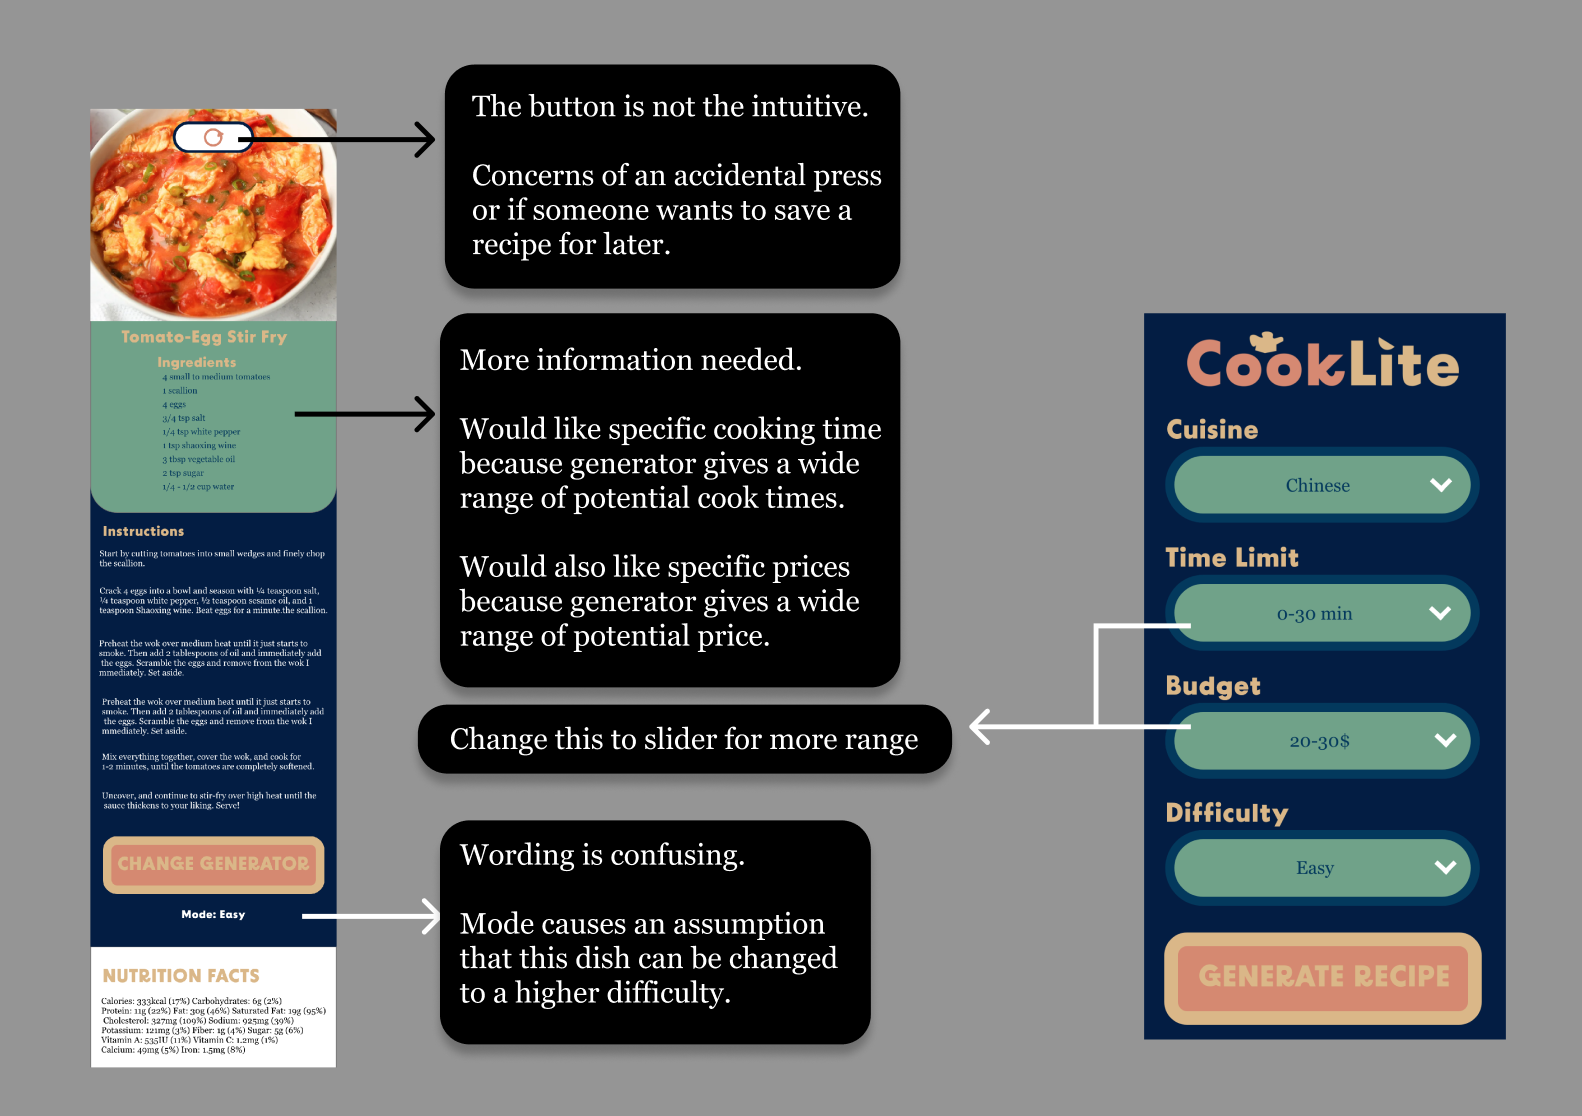 Tomato-Egg Stir Fry
Ingredients
4 small to medium tomatoes
1 scallion
4 eggs
3/4 tsp salt
1/4 tsp white pepper
1 tsp shaoxing wine
3 tbsp vegetable oil
2 tsp sugar
1/4 - 1/2 cup water
Instructions
Start by cutting tomatoes into small wedges and finely chop
the scallion.
Crack 4 eggs into a bowl and season with ¼ teaspoon salt,
¼ teaspoon white pepper, ½ teaspoon sesame oil, and 1
teaspoon Shaoxing wine. Beat eggs for a minute.the scallion.
Preheat the wok over medium heat until it just starts to
smoke. Then add 2 tablespoons of oil and immediately add
the eggs. Scramble the eggs and remove from the wok I
mmediately. Set aside.
Preheat the wok over medium heat until it just starts to
smoke. Then add 2 tablespoons of oil and immediately add
the eggs. Scramble the eggs and remove from the wok I
mmediately. Set aside.
Mix everything together, cover the wok, and cook for
1-2 minutes, until the tomatoes are completely softened.
Uncover, and continue to stir-fry over high heat until the
sauce thickens to your liking. Serve!
CHANGE GENERATOR
Mode: Easy
NUTRITION FACTS
Calories: 333kcal (17%) Carbohydrates: 6g (2%)
Protein: 11g (22%) Fat: 30g (46%) Saturated Fat: 19g (95%)
Cholesterol: 327mg (109%) Sodium: 925mg (39%)
Potassium: 121mg (3%) Fiber: 1g (4%) Sugar: 5g (6%)
Vitamin A: 535IU (11%) Vitamin C: 1.2mg (1%)
Calcium: 49mg (5%) Iron: 1.5mg (8%)
The button is not the intuitive.
Concerns of an accidental press
or if someone wants to save a
recipe for later.
More information needed.
Would like specific cooking time
because generator gives a wide
range of potential cook times.
Would also like specific prices
because generator gives a wide
range of potential price.
Change this to slider for more range
Wording is confusing.
Mode causes an assumption
that this dish can be changed
to a higher difficulty.
CookLite
Cuisine
Chinese
Time Limit
0-30 min
Budget
20-30$
Difficulty
Easy
GENERATE RECIPE